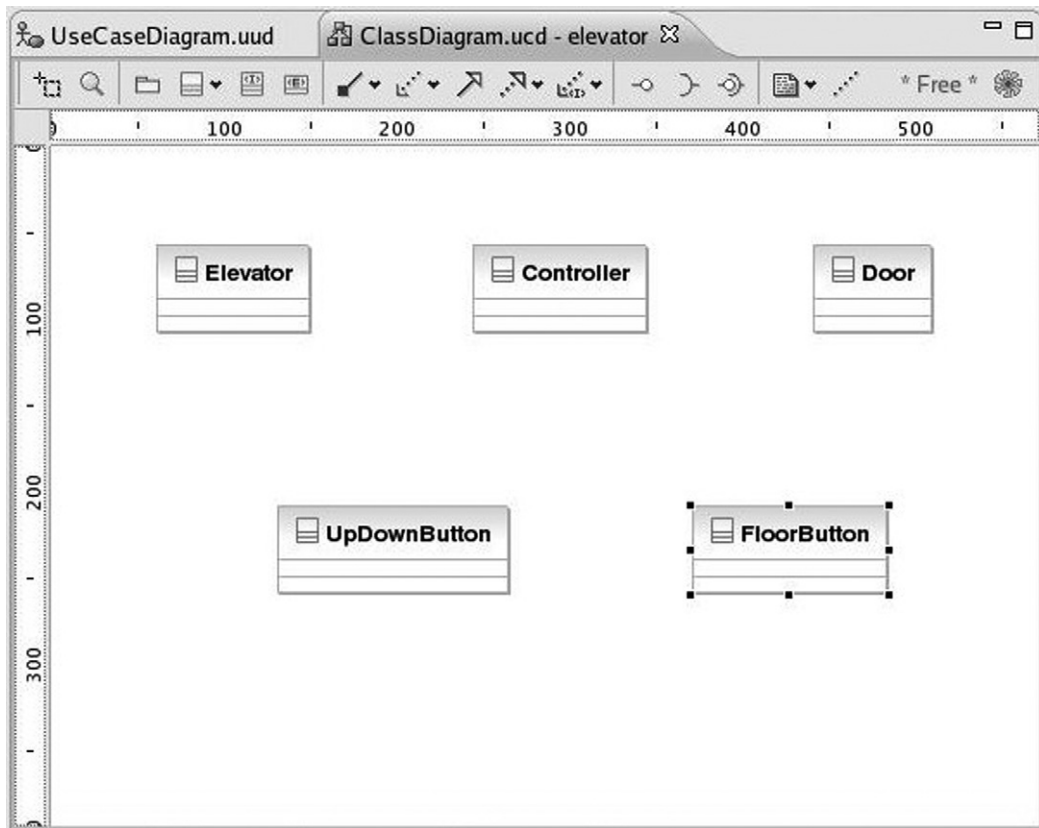 UseCaseDiagram.uud ClassDiagram.ucd - elevator
* Free *
100 200 300 400 500
Elevator Controller Door
100
200
UpDownButton FloorButton
300